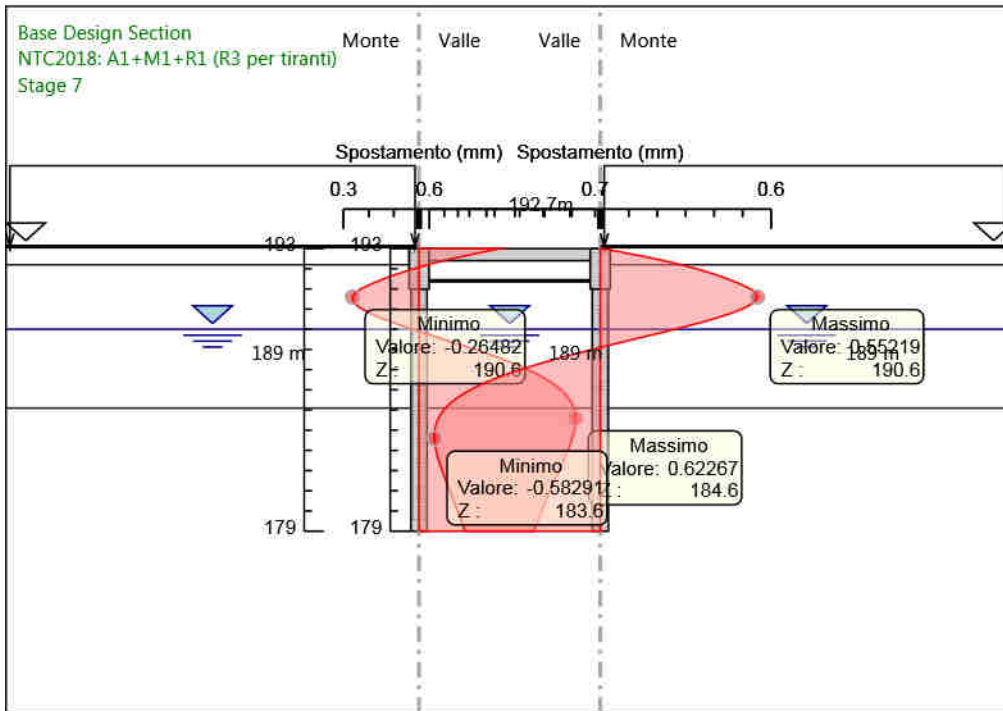 Base Design Section
NTC2018: A1+M1+R1 (R3 per tiranti)
Stage 7
Monte
Valle
Valle
Monte
Spostamento (mm)
Spostamento (mm)
0.3
0.6
0.7
0.6
192.7m
193
193
Minimo
Valore: -0.26482
Z : 190.6
189 m
189 m
Massimo
Valore: 0.55219
Z : 190.6
189 m
Massimo
Valore: 0.62267
Z : 184.6
Minimo
Valore: -0.58291
Z : 183.6
179
179